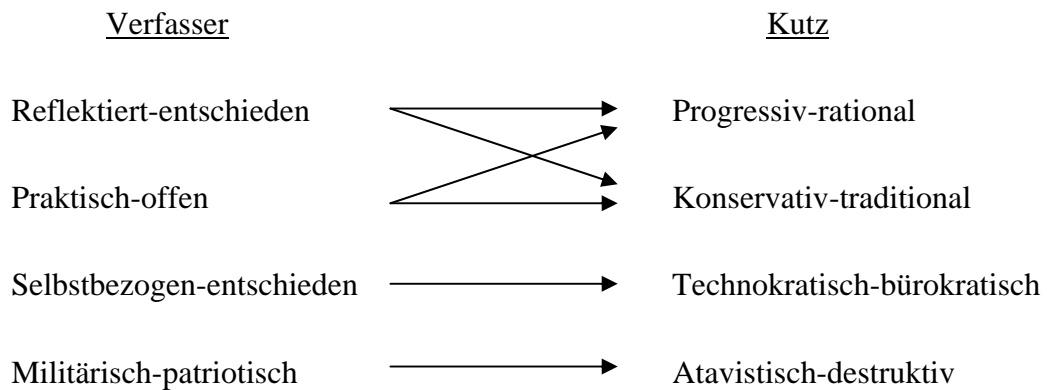 Verfasser Kutz
Reflektiert-entschieden Progressiv-rational
Praktisch-offen Konservativ-traditional
Selbstbezogen-entschieden Technokratisch-bürokratisch
Militärisch-patriotisch Atavistisch-destruktiv